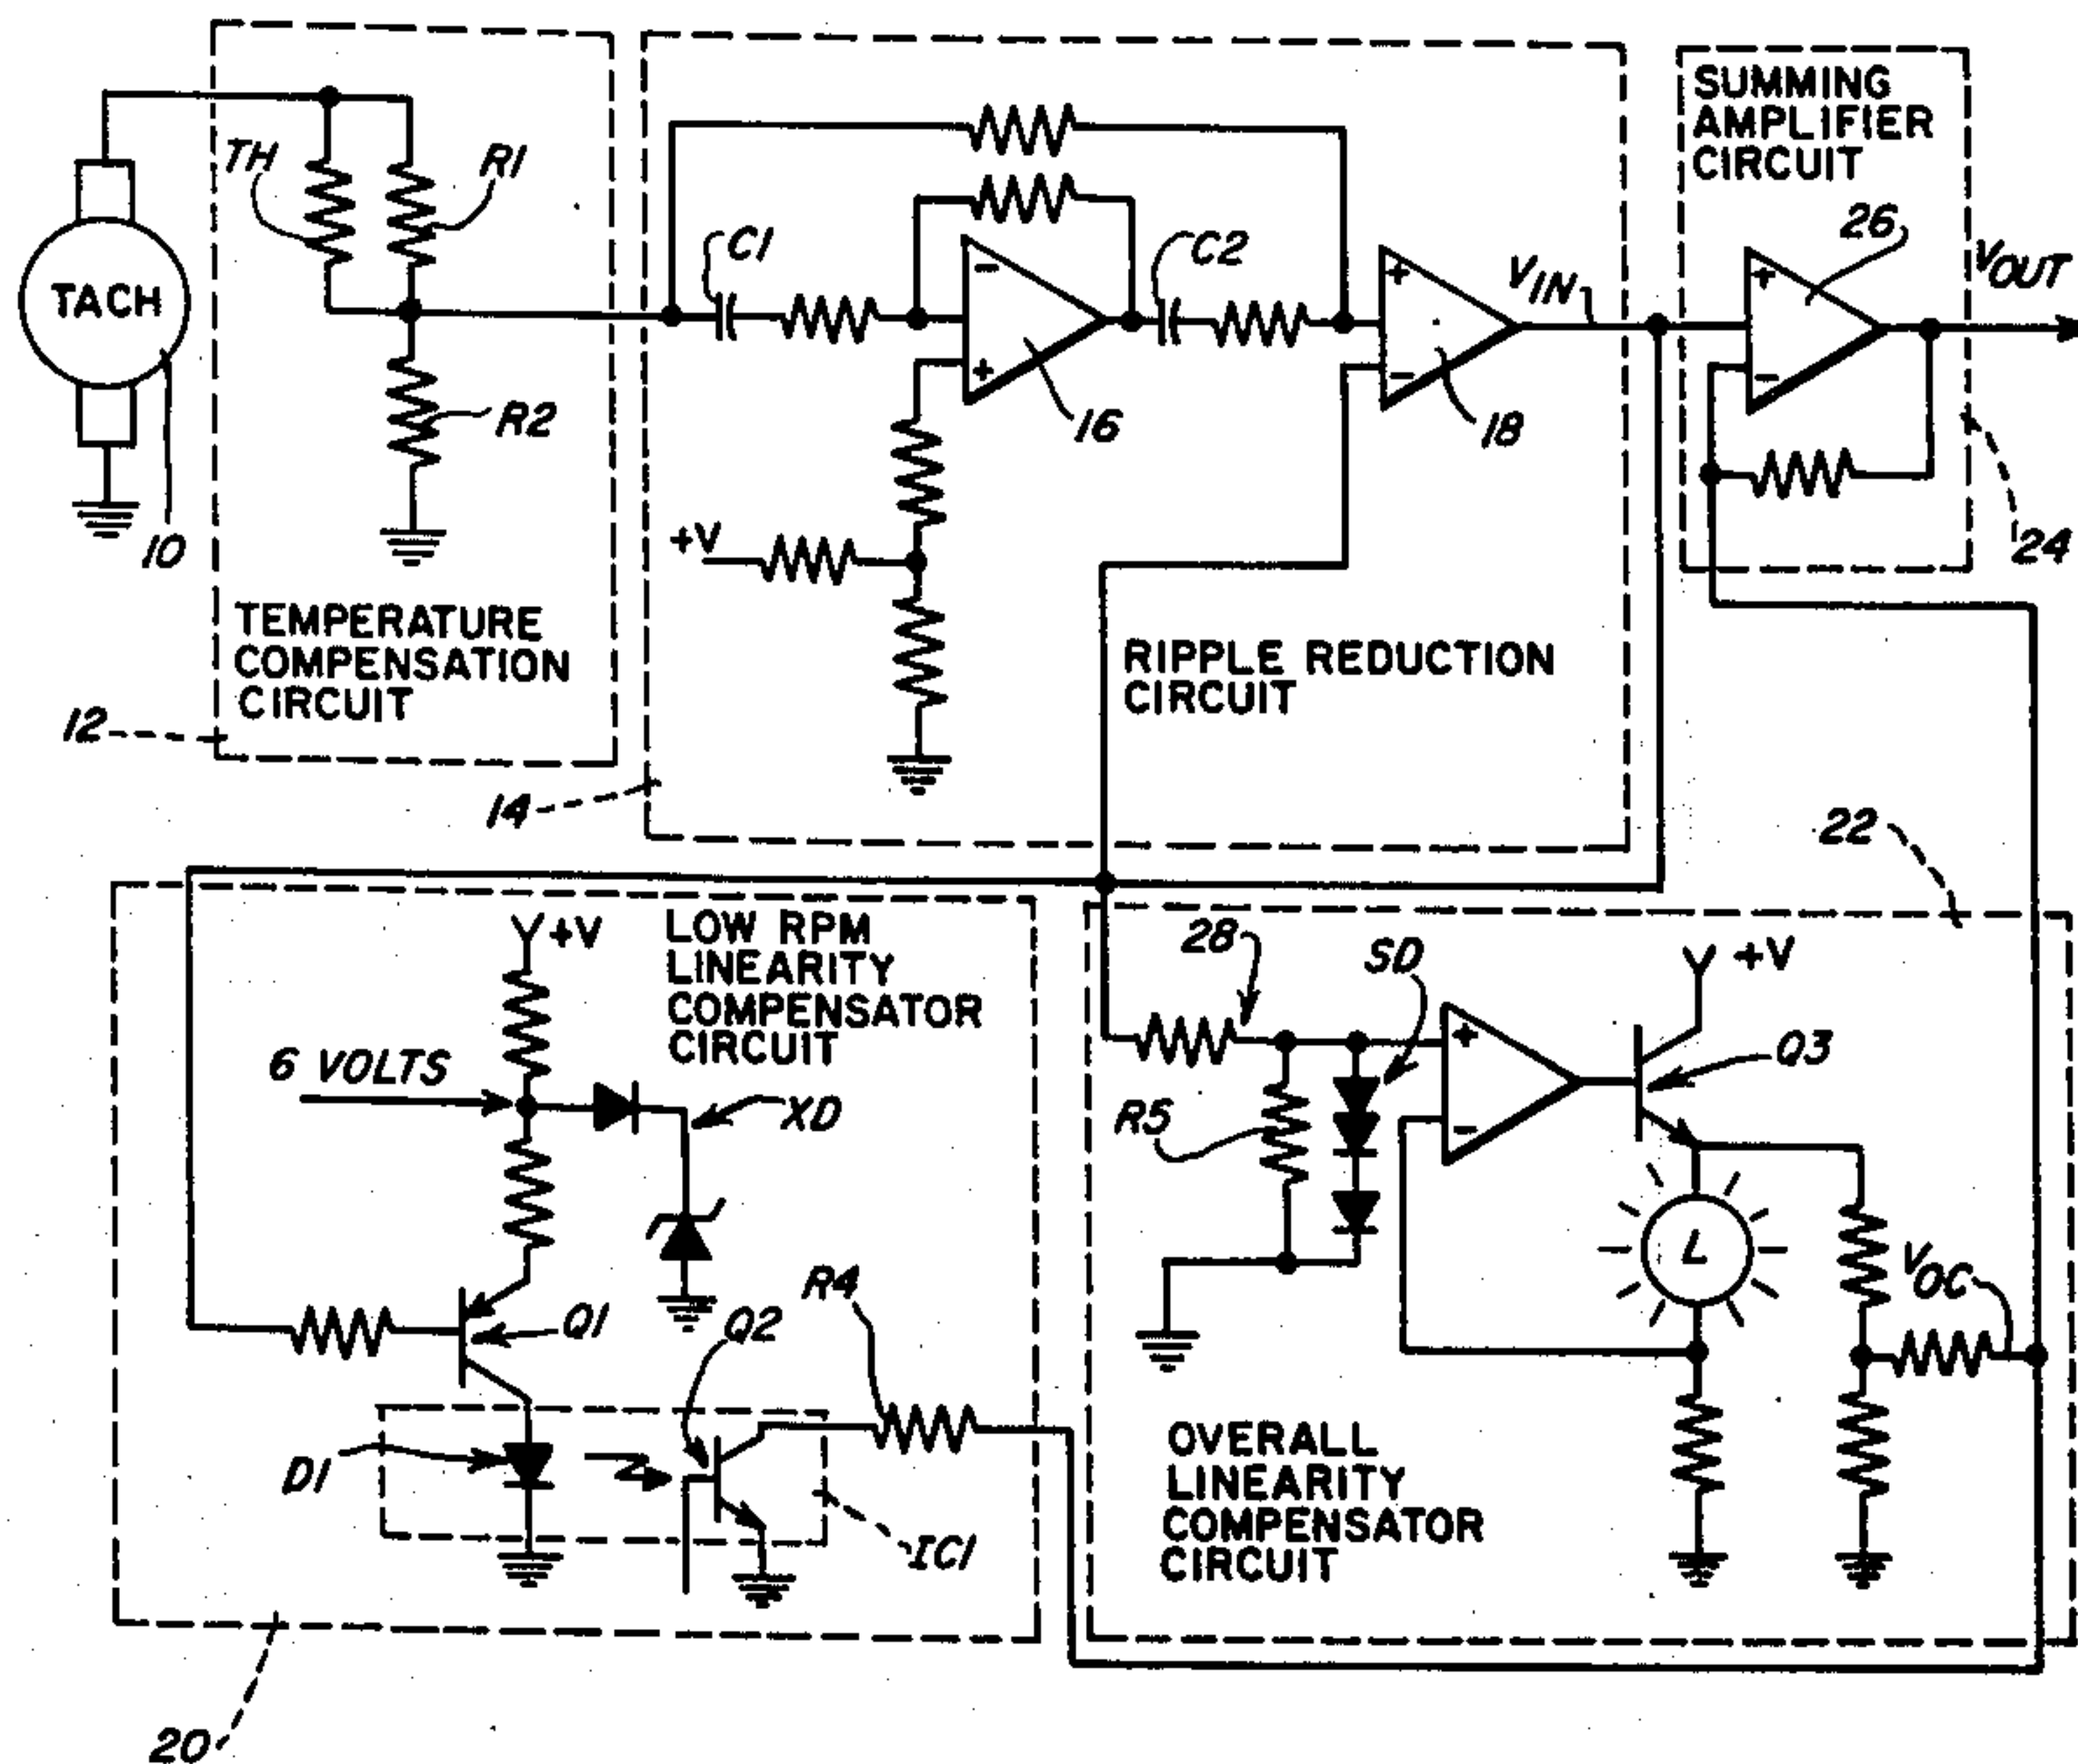 SUMMING
AMPLIFIER
CIRCUIT
TH
R1
TACH
10
R2
TEMPERATURE
COMPENSATION
CIRCUIT
12
C1
-
+
16
C2
+
-
18
VIN
+V
RIPPLE REDUCTION
CIRCUIT
14
26
+
-
VOUT
24
22
LOW RPM
LINEARITY
COMPENSATOR
CIRCUIT
+V
6 VOLTS
XD
Q1
Q2
R4
D1
IC1
20
28
SD
+V
+
-
Q3
R5
L
VOC
OVERALL
LINEARITY
COMPENSATOR
CIRCUIT